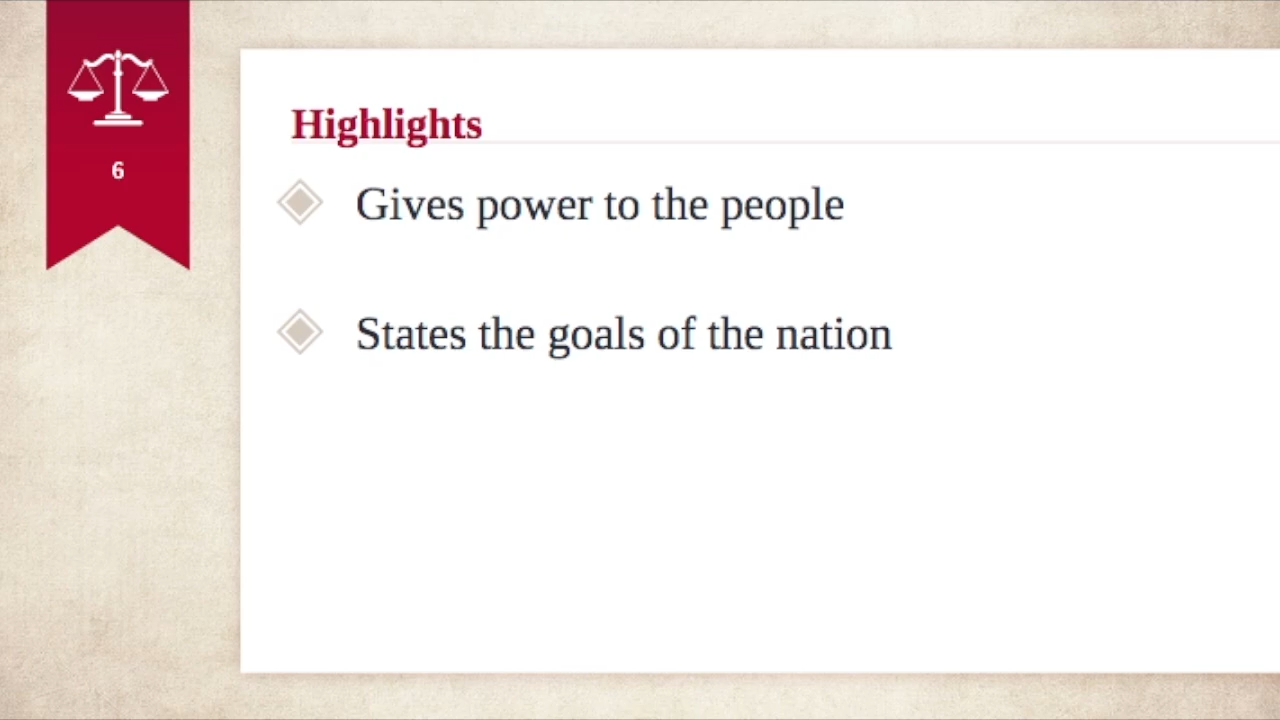 6
Highlights
Gives power to the people
States the goals of the nation